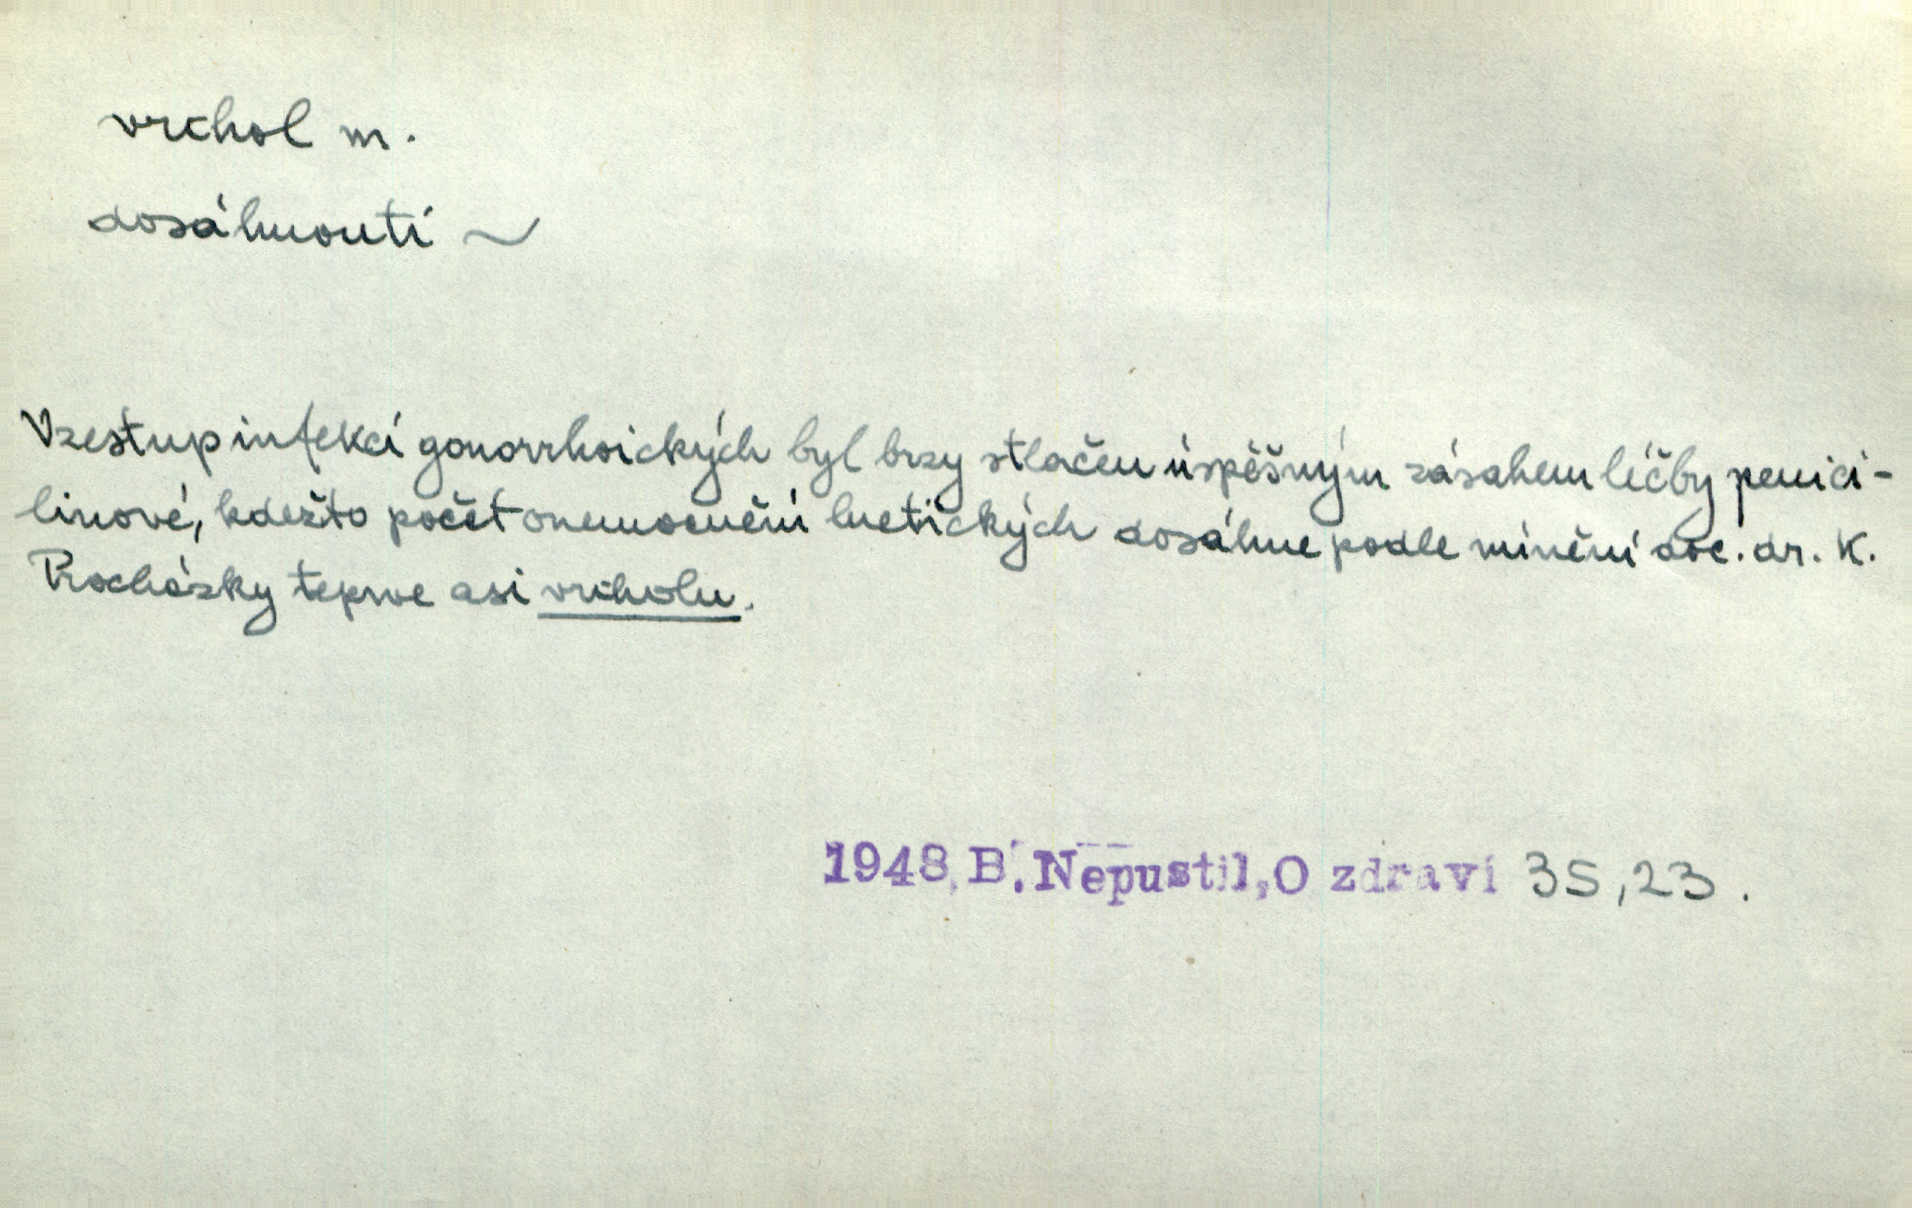 vrchol m.
dosáhnouti ~
Vzestup infekcí gonorrhoických byl brzy stlačen úspěšným zásahem léčby penici-
linové, kdežto počet onemocnění luetických dosáhne podle mínění doc. dr. K.
Procházky teprve asi vrcholu.
1948, B. Nepustil, O zdraví 35, 23.